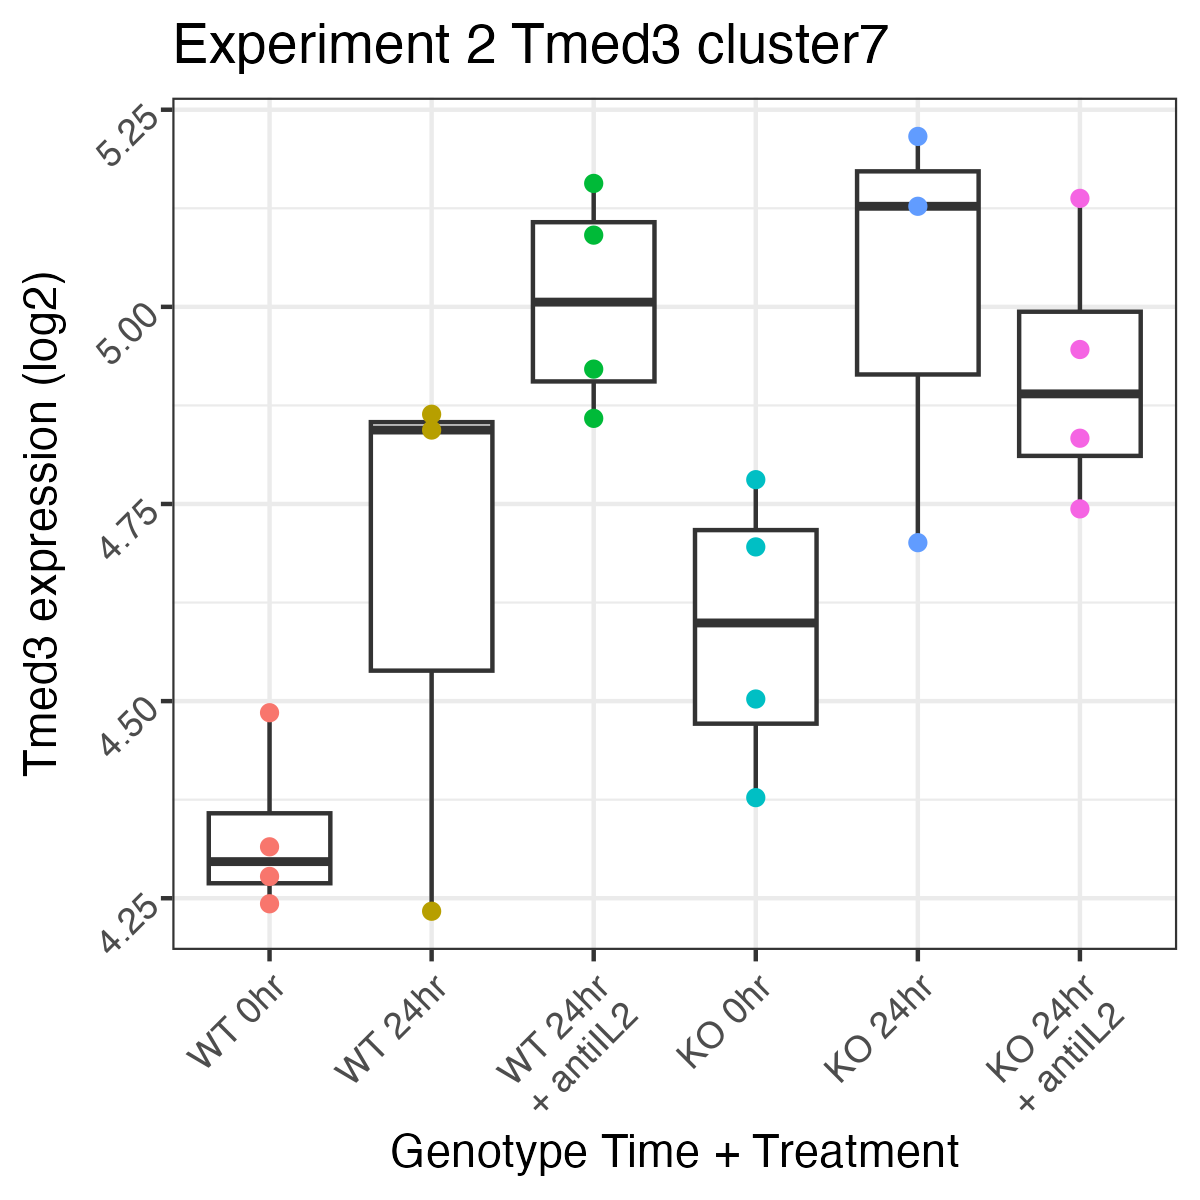 Experiment 2 Tmed3 cluster7
Tmed3 expression (log2)
5.25
5.00
4.75
4.50
4.25
WT 0hr
WT 24hr
WT 24hr
+ antiIL2
KO 0hr
KO 24hr
KO 24hr
+ antiIL2
Genotype Time + Treatment